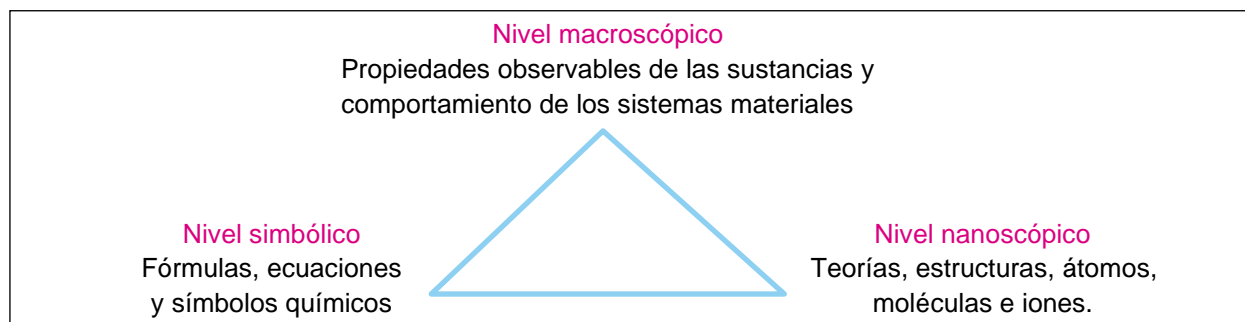 Nivel macroscópico
Propiedades observables de las sustancias y
comportamiento de los sistemas materiales
Nivel simbólico
Fórmulas, ecuaciones
y símbolos químicos
Nivel nanoscópico
Teorías, estructuras, átomos,
moléculas e iones.